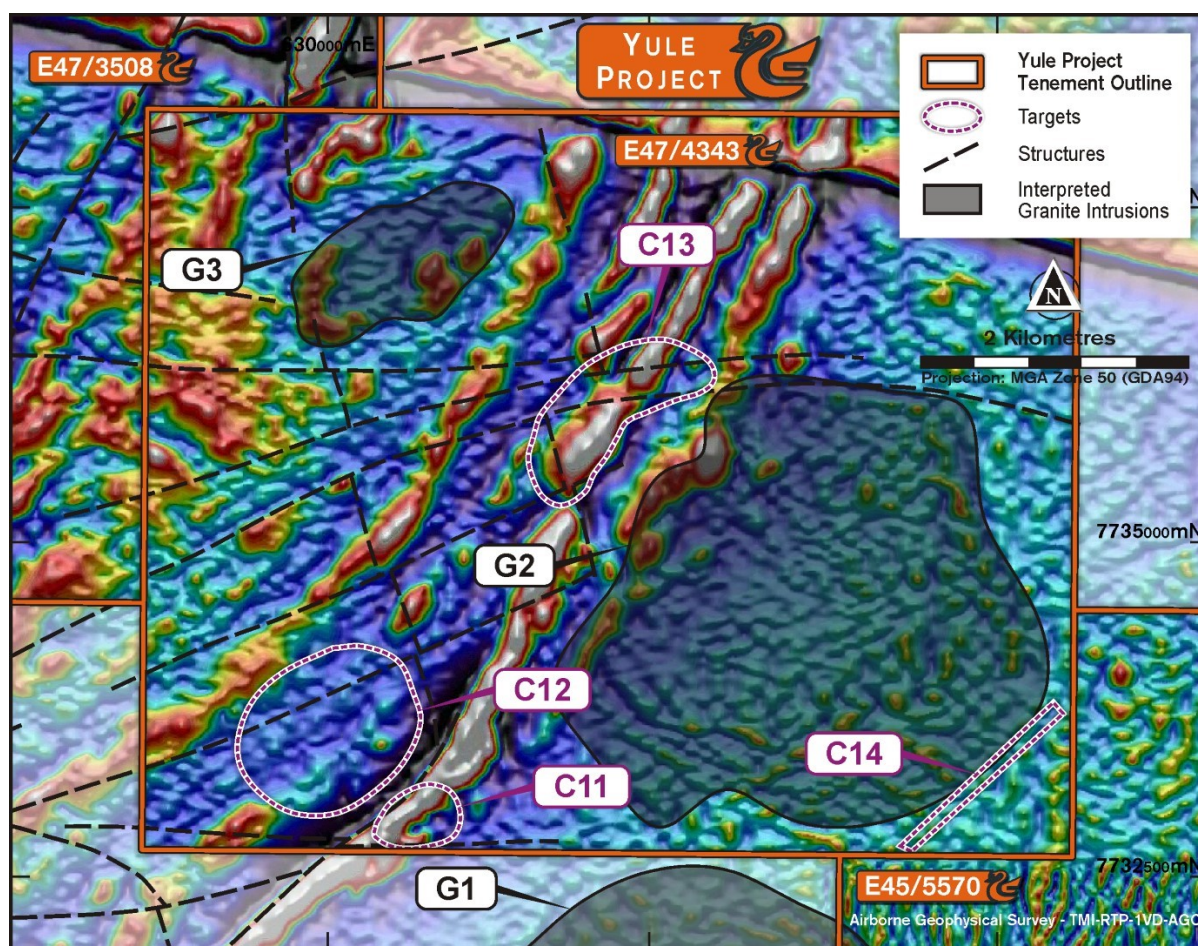 630000mE
E47/3508
YULE
PROJECT
Yule Project
Tenement Outline
Targets
Structures
Interpreted
Granite Intrusions
E47/4343
C13
G3
N
2 Kilometres
Projection: MGA Zone 50 (GDA94)
7735000mN
G2
C12
C14
C11
7732500mN
G1
E45/5570
Airborne Geophysical Survey - TMI-RTP-1VD-AGC